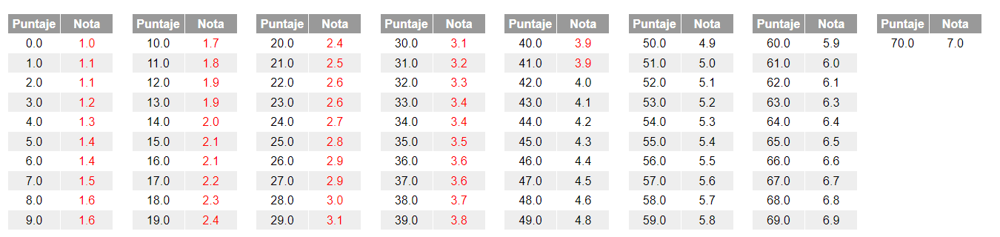 Puntaje Nota Puntaje Nota Puntaje Nota Puntaje Nota Puntaje Nota Puntaje Nota Puntaje Nota Puntaje Nota
0.0 1.0 10.0 1.7 20.0 2.4 30.0 3.1 40.0 3.9 50.0 4.9 60.0 5.9 70.0 7.0
1.0 1.1 11.0 1.8 21.0 2.5 31.0 3.2 41.0 3.9 51.0 5.0 61.0 6.0
2.0 1.1 12.0 1.9 22.0 2.6 32.0 3.3 42.0 4.0 52.0 5.1 62.0 6.1
3.0 1.2 13.0 1.9 23.0 2.6 33.0 3.4 43.0 4.1 53.0 5.2 63.0 6.3
4.0 1.3 14.0 2.0 24.0 2.7 34.0 3.4 44.0 4.2 54.0 5.3 64.0 6.4
5.0 1.4 15.0 2.1 25.0 2.8 35.0 3.5 45.0 4.3 55.0 5.4 65.0 6.5
6.0 1.4 16.0 2.1 26.0 2.9 36.0 3.6 46.0 4.4 56.0 5.5 66.0 6.6
7.0 1.5 17.0 2.2 27.0 2.9 37.0 3.6 47.0 4.5 57.0 5.6 67.0 6.7
8.0 1.6 18.0 2.3 28.0 3.0 38.0 3.7 48.0 4.6 58.0 5.7 68.0 6.8
9.0 1.6 19.0 2.4 29.0 3.1 39.0 3.8 49.0 4.8 59.0 5.8 69.0 6.9